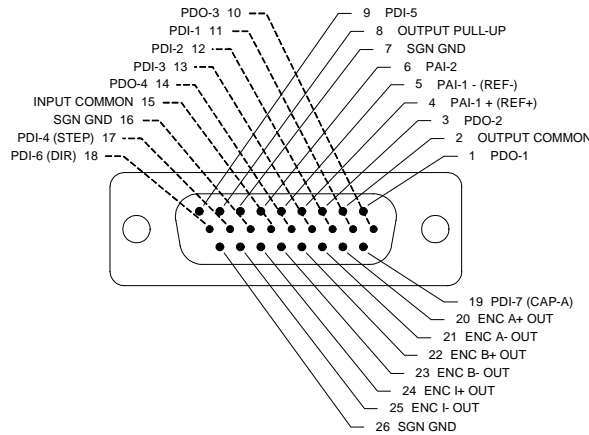 PDO-3 10
PDI-1 11
PDI-2 12
PDI-3 13
PDO-4 14
INPUT COMMON 15
SGN GND 16
PDI-4 (STEP) 17
PDI-6 (DIR) 18
9 PDI-5
8 OUTPUT PULL-UP
7 SGN GND
6 PAI-2
5 PAI-1 - (REF-)
4 PAI-1 + (REF+)
3 PDO-2
2 OUTPUT COMMON
1 PDO-1
19 PDI-7 (CAP-A)
20 ENC A+ OUT
21 ENC A- OUT
22 ENC B+ OUT
23 ENC B- OUT
24 ENC I+ OUT
25 ENC I- OUT
26 SGN GND